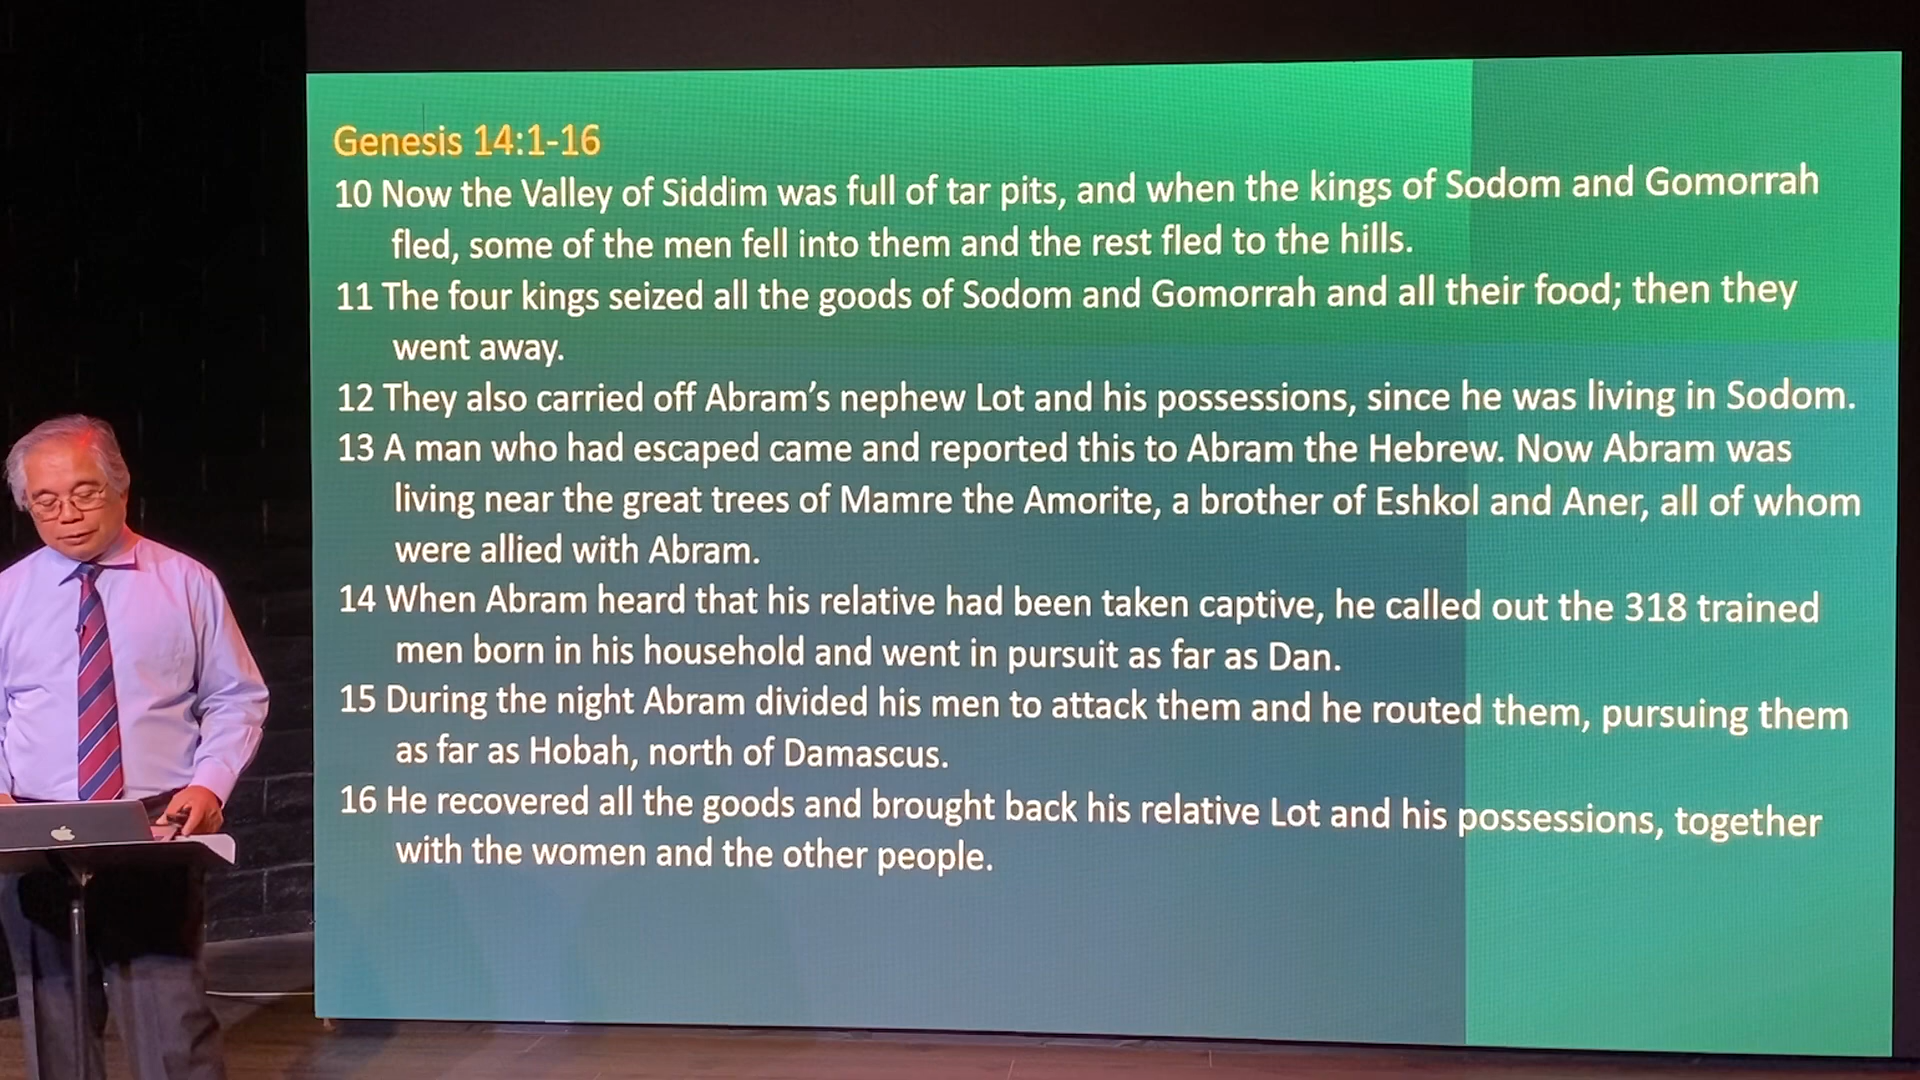 Genesis 14:1-16
10 Now the Valley of Siddim was full of tar pits, and when the kings of Sodom and Gomorrah
fled, some of the men fell into them and the rest fled to the hills.
11 The four kings seized all the goods of Sodom and Gomorrah and all their food; then they
went away.
12 They also carried off Abram’s nephew Lot and his possessions, since he was living in Sodom.
13 A man who had escaped came and reported this to Abram the Hebrew. Now Abram was
living near the great trees of Mamre the Amorite, a brother of Eshkol and Aner, all of whom
were allied with Abram.
14 When Abram heard that his relative had been taken captive, he called out the 318 trained
men born in his household and went in pursuit as far as Dan.
15 During the night Abram divided his men to attack them and he routed them, pursuing them
as far as Hobah, north of Damascus.
16 He recovered all the goods and brought back his relative Lot and his possessions, together
with the women and the other people.